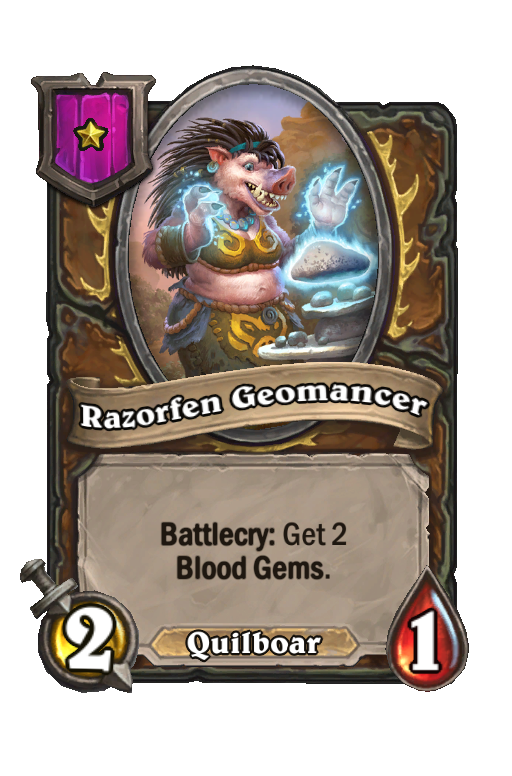 Razorfen Geomancer
Battlecry: Get 2
Blood Gems.
2
Quilboar
1